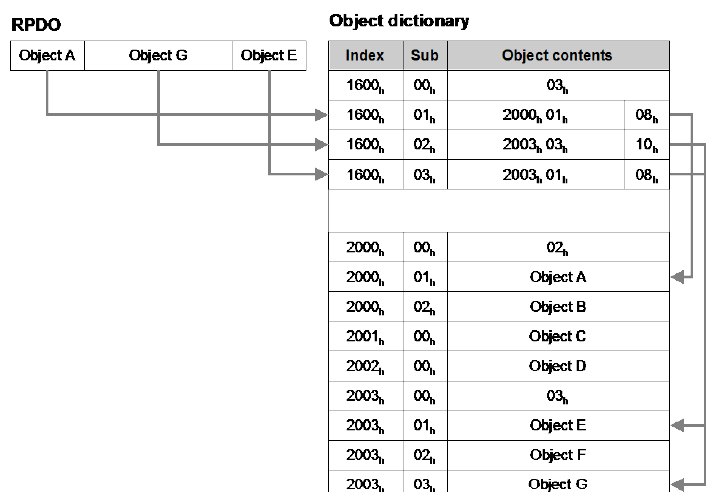 RPDO
Object A Object G Object E
Object dictionary
Index Sub Object contents
1600h 00h 03h
1600h 01h 2000h 01h 08h
1600h 02h 2003h 03h 10h
1600h 03h 2003h 01h 08h
2000h 00h 02h
2000h 01h Object A
2000h 02h Object B
2001h 00h Object C
2002h 00h Object D
2003h 00h 03h
2003h 01h Object E
2003h 02h Object F
2003h 03h Object G